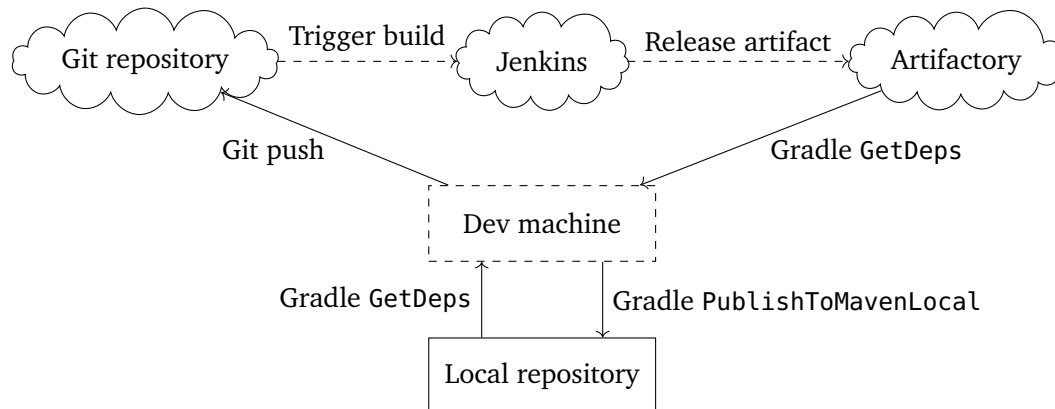 Git repository
Trigger build
Jenkins
Release artifact
Artifactory
Git push
Gradle GetDeps
Dev machine
Gradle GetDeps
Gradle PublishToMavenLocal
Local repository